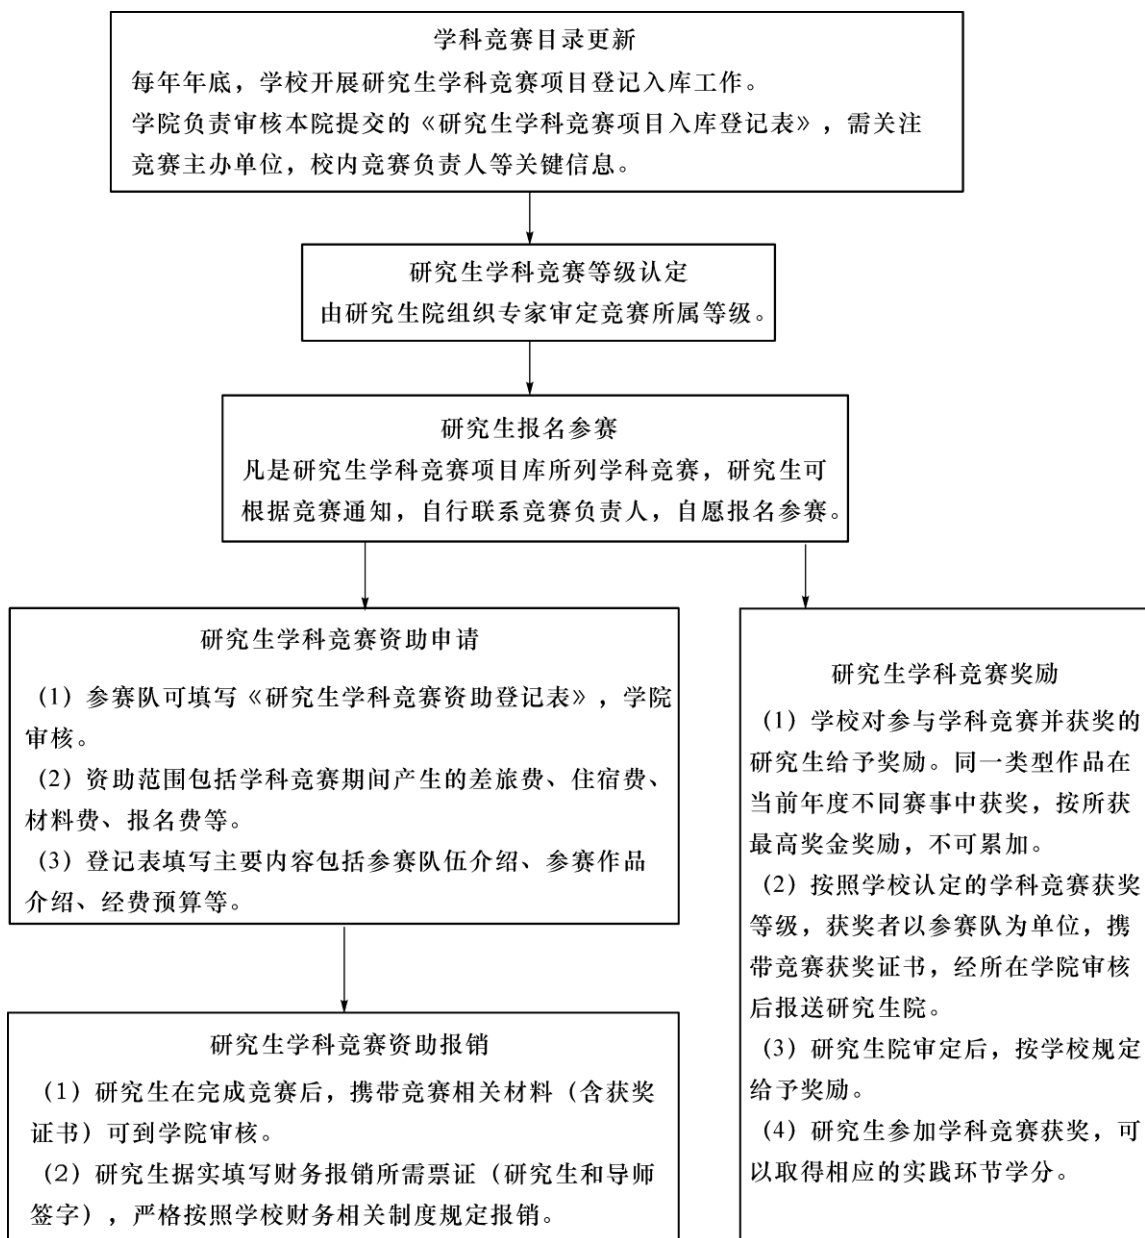 学科竞赛目录更新
每年年底，学校开展研究生学科竞赛项目登记入库工作。
学院负责审核本院提交的《研究生学科竞赛项目入库登记表》，需关注
竞赛主办单位，校内竞赛负责人等关键信息。
研究生学科竞赛等级认定
由研究生院组织专家审定竞赛所属等级。
研究生报名参赛
凡是研究生学科竞赛项目库所列学科竞赛，研究生可
根据竞赛通知，自行联系竞赛负责人，自愿报名参赛。
研究生学科竞赛资助申请
（1）参赛队可填写《研究生学科竞赛资助登记表》，学院
审核。
（2）资助范围包括学科竞赛期间产生的差旅费、住宿费、
材料费、报名费等。
（3）登记表填写主要内容包括参赛队伍介绍、参赛作品
介绍、经费预算等。
研究生学科竞赛资助报销
（1）研究生在完成竞赛后，携带竞赛相关材料（含获奖
证书）可到学院审核。
（2）研究生据实填写财务报销所需票证（研究生和导师
签字），严格按照学校财务相关制度规定报销。
研究生学科竞赛奖励
（1）学校对参与学科竞赛并获奖的
研究生给予奖励。同一类型作品在
当前年度不同赛事中获奖，按所获
最高奖金奖励，不可累加。
（2）按照学校认定的学科竞赛获奖
等级，获奖者以参赛队为单位，携
带竞赛获奖证书，经所在学院审核
后报送研究生院。
（3）研究生院审定后，按学校规定
给予奖励。
（4）研究生参加学科竞赛获奖，可
以取得相应的实践环节学分。